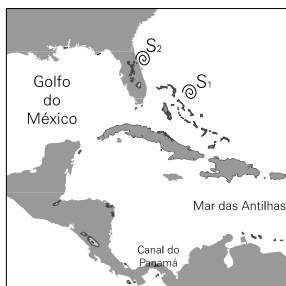 S₂
S₁
Golfo
do
México
Mar das Antilhas
Canal do
Panamá